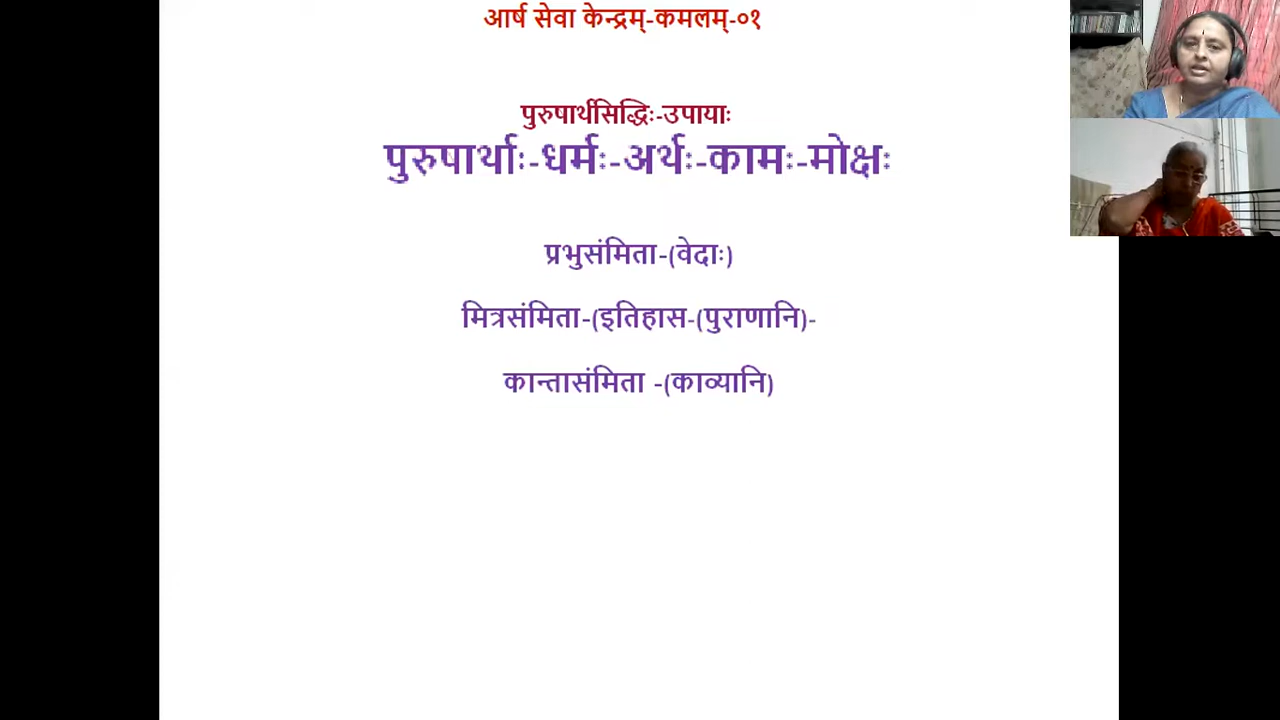 आर्ष सेवा केन्द्रम्-कमलम्-०१
पुरुषार्थसिद्धिः-उपायाः
पुरुषार्थाः-धर्मः-अर्थः-कामः-मोक्षः
प्रभुसंमिता-(वेदाः)
मित्रसंमिता-(इतिहास-(पुराणानि)-
कान्तासंमिता -(काव्यानि)